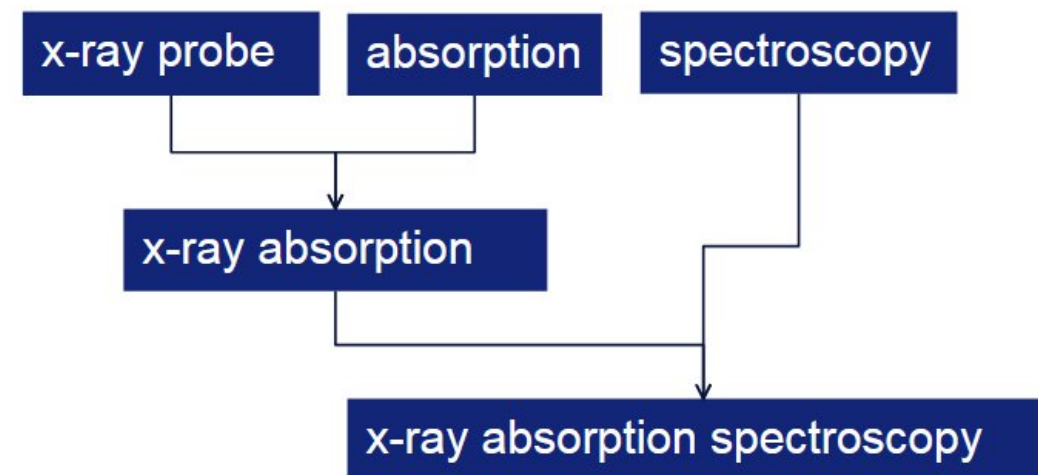 x-ray probe
absorption
spectroscopy
x-ray absorption
x-ray absorption spectroscopy